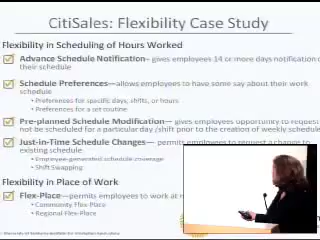 CitiSales: Flexibility Case Study
Flexibility in Scheduling of Hours Worked
Advance Schedule Notification– gives employees 14 or more days notification of
their schedule
Schedule Preferences—allows employees to have some say about their work
schedule
• Preferences for specific days, shifts, or hours
• Preferences for a set routine
Pre-planned Schedule Modification— gives employees opportunity to request
not be scheduled for a particular day /shift prior to the creation of weekly schedule
Just-in-Time Schedule Changes— permits employees to request a change to
existing schedule
• Employee-generated schedule coverage
• Shift Swapping
Flexibility in Place of Work
Flex-Place—permits employees to work at
• Community Flex-Place
• Regional Flex-Place